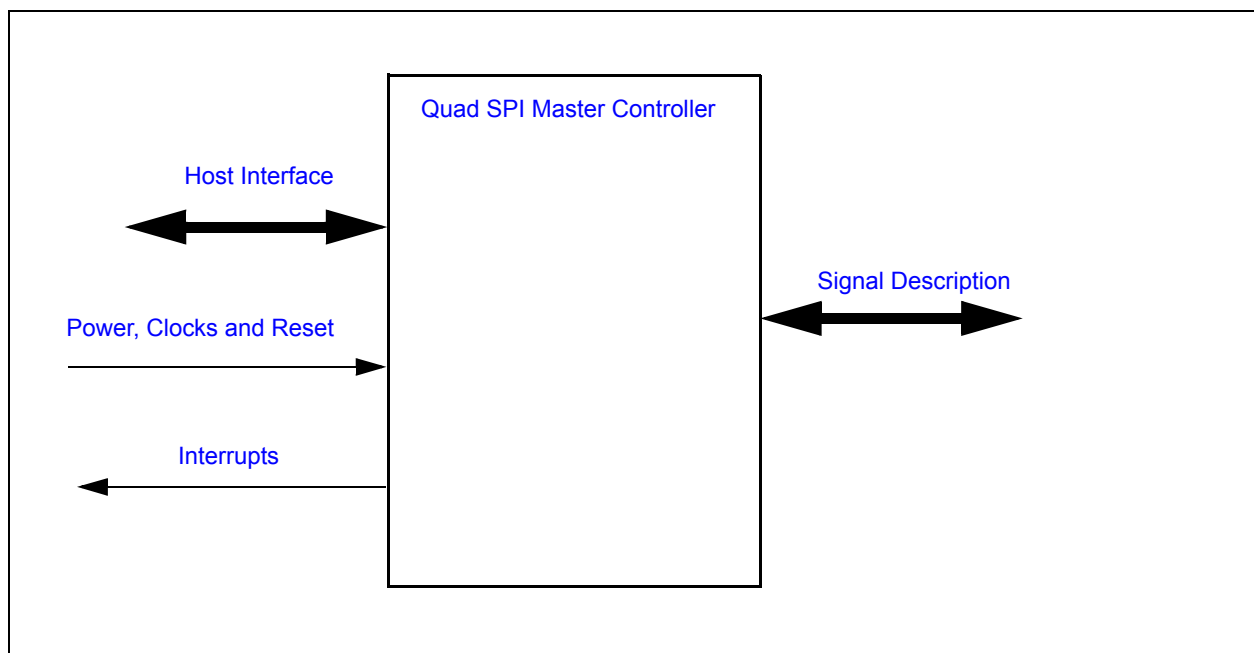 Quad SPI Master Controller
Host Interface
Signal Description
Power, Clocks and Reset
Interrupts